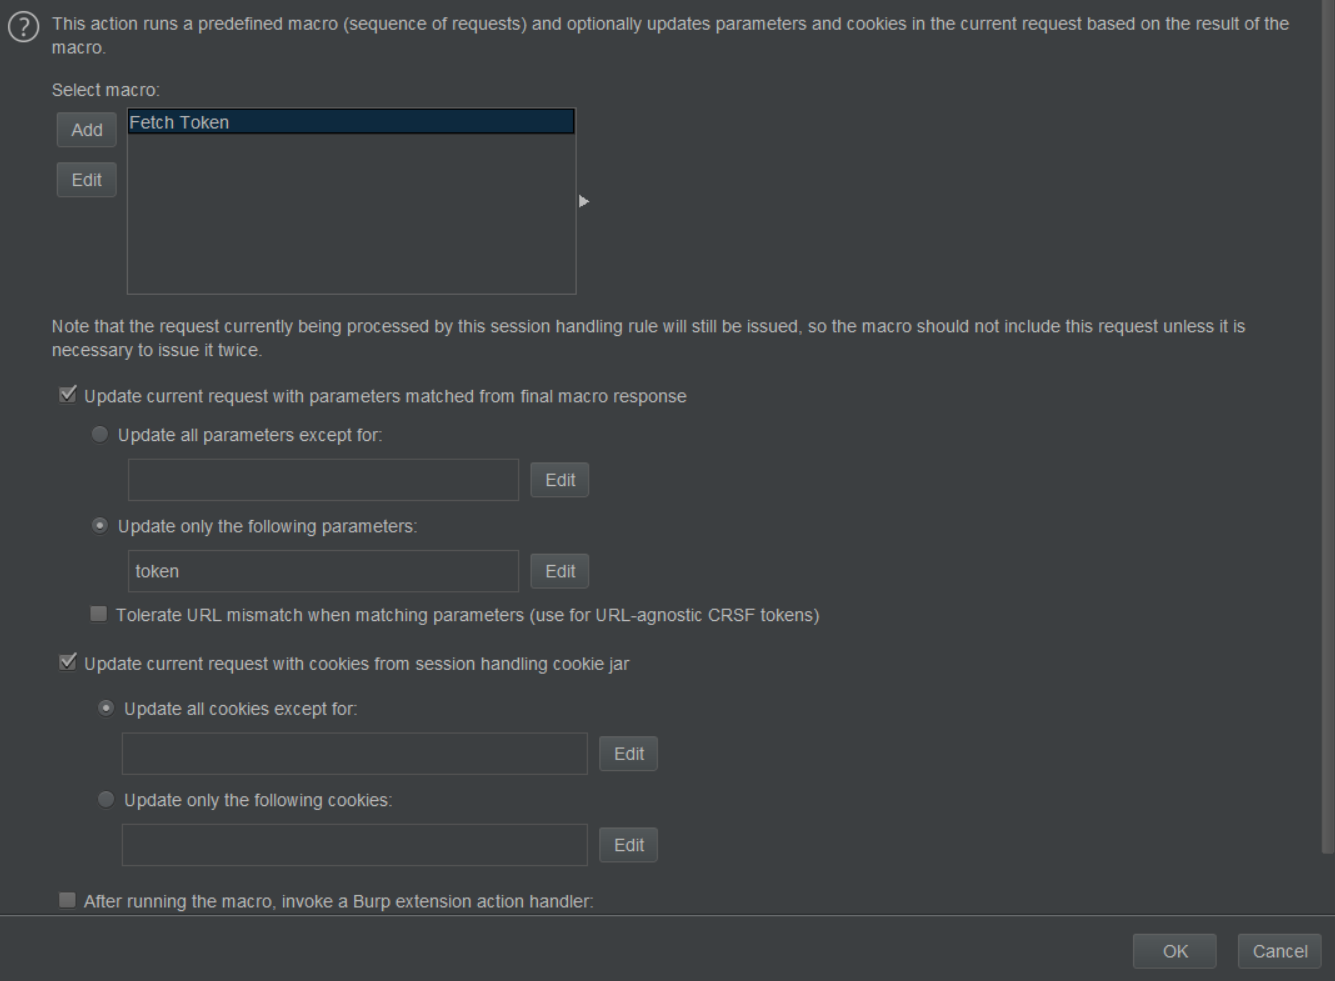 This action runs a predefined macro (sequence of requests) and optionally updates parameters and cookies in the current request based on the result of the
macro.
Select macro:
Add
Fetch Token
Edit
Note that the request currently being processed by this session handling rule will still be issued, so the macro should not include this request unless it is
necessary to issue it twice.
Update current request with parameters matched from final macro response
Update all parameters except for:
Edit
Update only the following parameters:
token
Edit
Tolerate URL mismatch when matching parameters (use for URL-agnostic CRSF tokens)
Update current request with cookies from session handling cookie jar
Update all cookies except for:
Edit
Update only the following cookies:
Edit
After running the macro, invoke a Burp extension action handler:
OK
Cancel